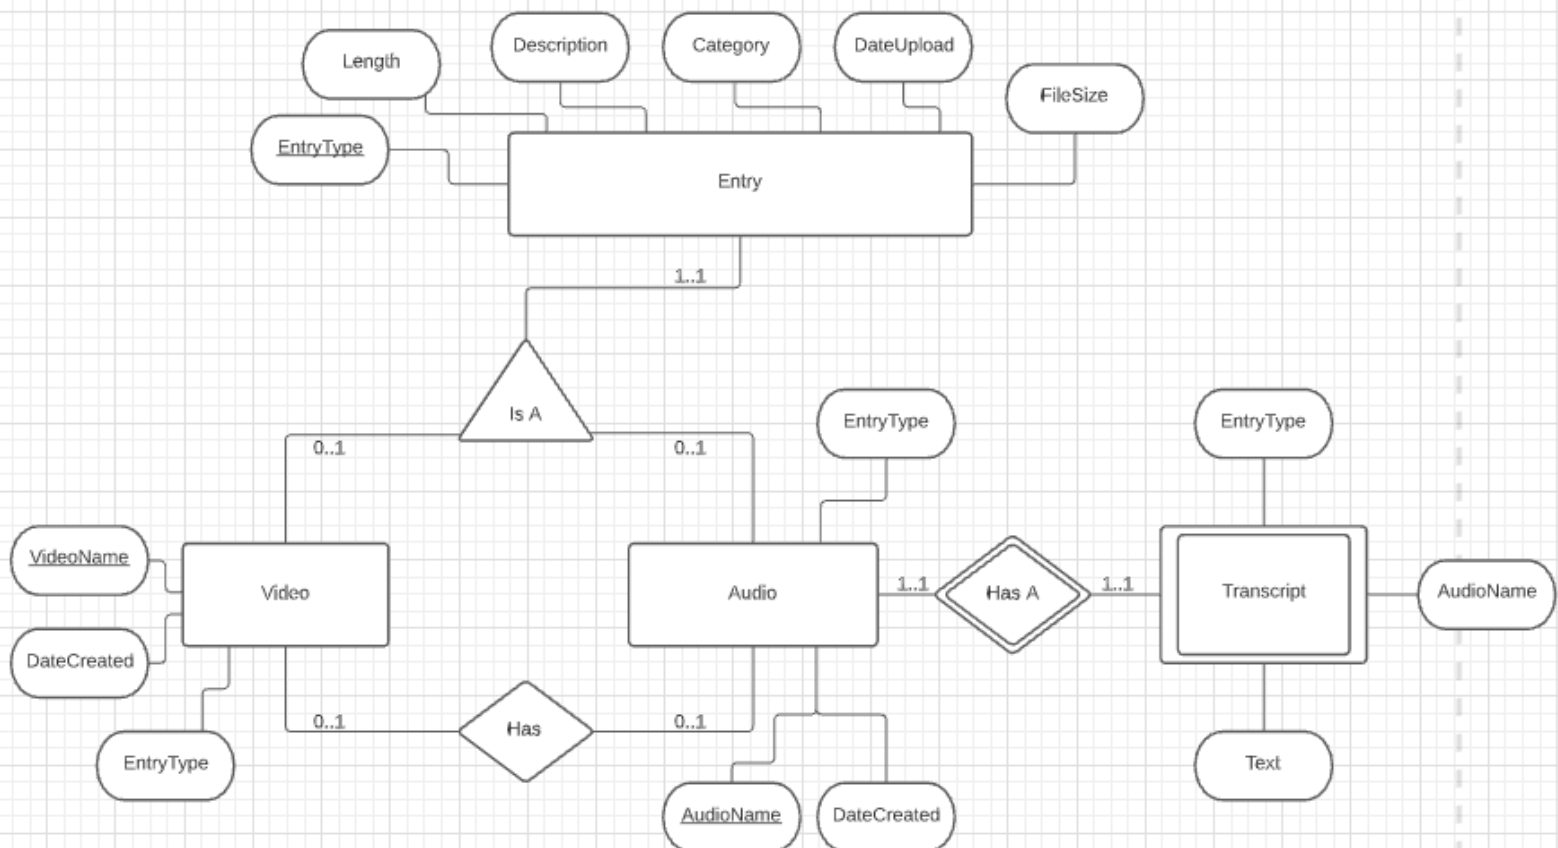 Description
Category
DateUpload
Length
FileSize
EntryType
Entry
1..1
Is A
0..1
0..1
EntryType
EntryType
VideoName
Video
Audio
1..1
Has A
1..1
Transcript
AudioName
DateCreated
0..1
Has
0..1
EntryType
Text
AudioName
DateCreated